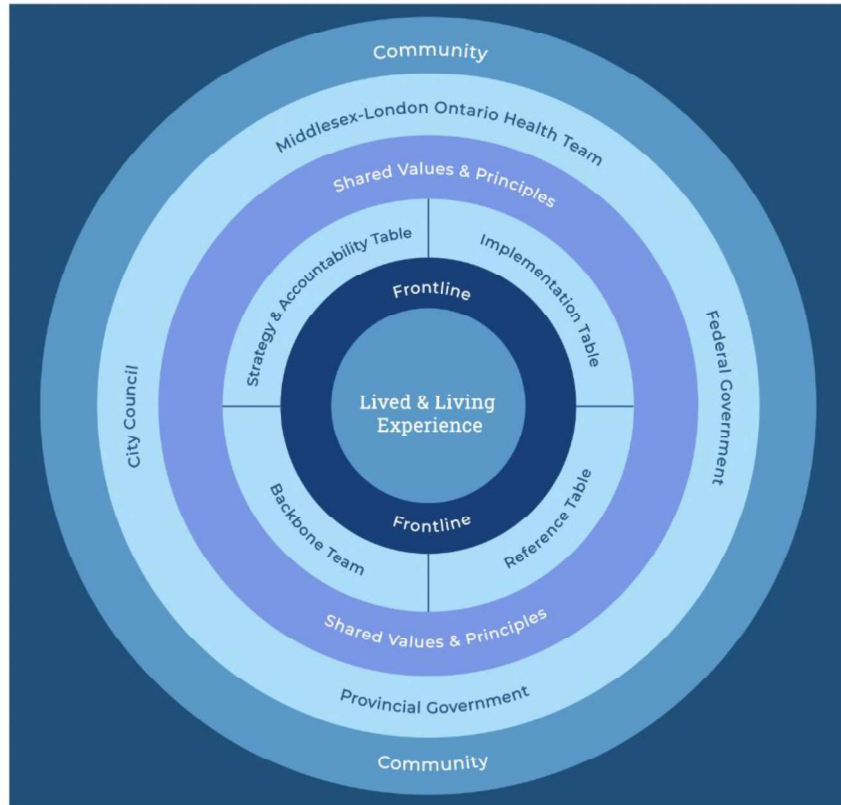 Community
Middlesex-London Ontario Health Team
Shared Values & Principles
Strategy & Accountability Table
Implementation Table
Frontline
City Council
Lived & Living
Experience
Federal Government
Frontline
Backbone Team
Reference Table
Shared Values & Principles
Provincial Government
Community